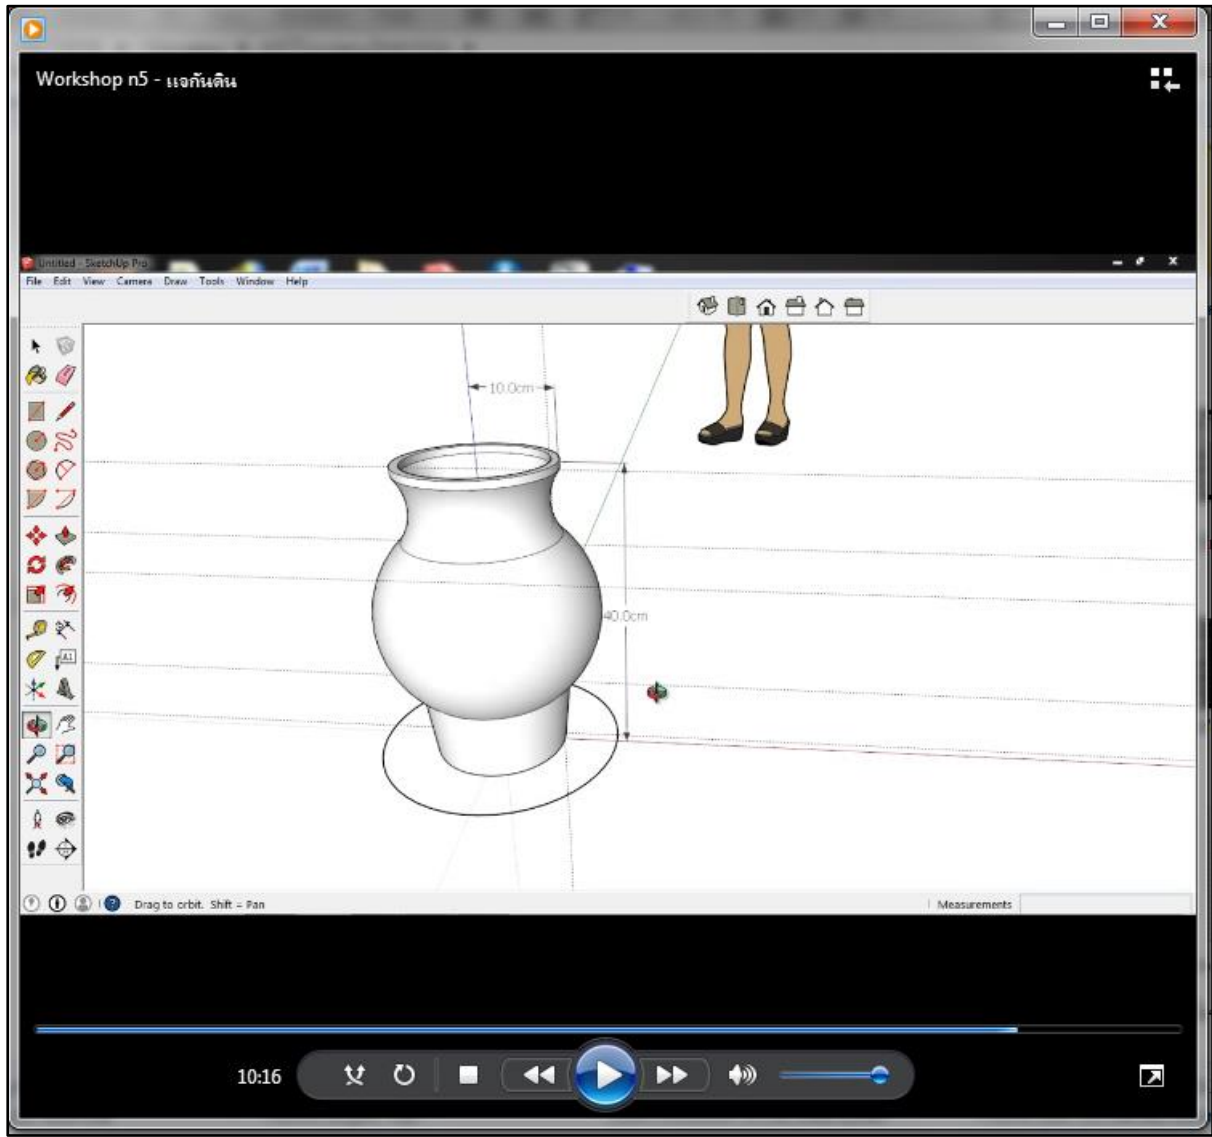 Workshop n5 - แจกันดิน
Untitled - SketchUp Pro
File Edit View Camera Draw Tools Window Help
10.0cm
40.0cm
A1
Drag to orbit. Shift = Pan
Measurements
10:16